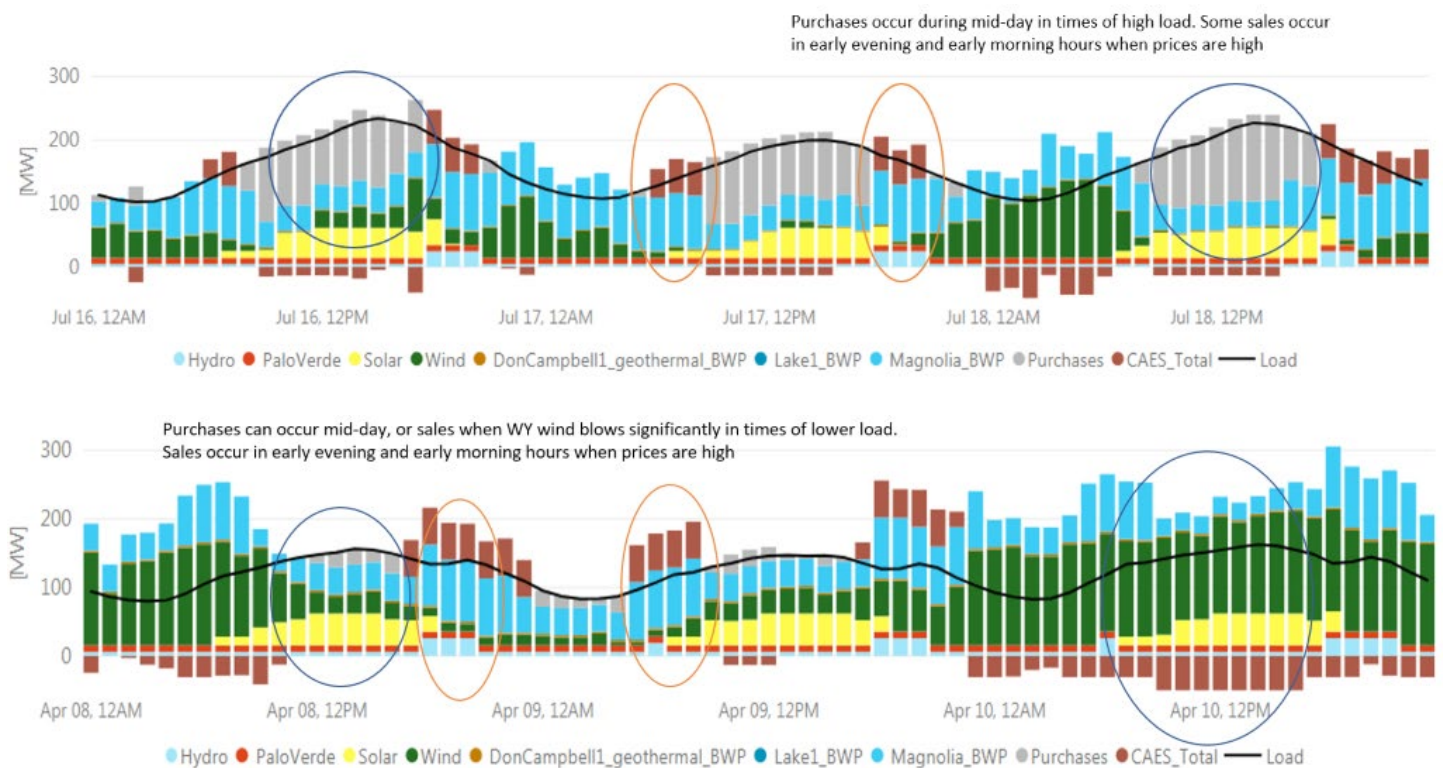 Purchases occur during mid-day in times of high load. Some sales occur
in early evening and early morning hours when prices are high
300
200
100
0
[MW]
Jul 16, 12AM Jul 16, 12PM Jul 17, 12AM Jul 17, 12PM Jul 18, 12AM Jul 18, 12PM
Hydro PaloVerde Solar Wind DonCampbell1_geothermal_BWP Lake1_BWP Magnolia_BWP Purchases CAES_Total Load
Purchases can occur mid-day, or sales when WY wind blows significantly in times of lower load.
Sales occur in early evening and early morning hours when prices are high
300
200
100
0
[MW]
Apr 08, 12AM Apr 08, 12PM Apr 09, 12AM Apr 09, 12PM Apr 10, 12AM Apr 10, 12PM
Hydro PaloVerde Solar Wind DonCampbell1_geothermal_BWP Lake1_BWP Magnolia_BWP Purchases CAES_Total Load